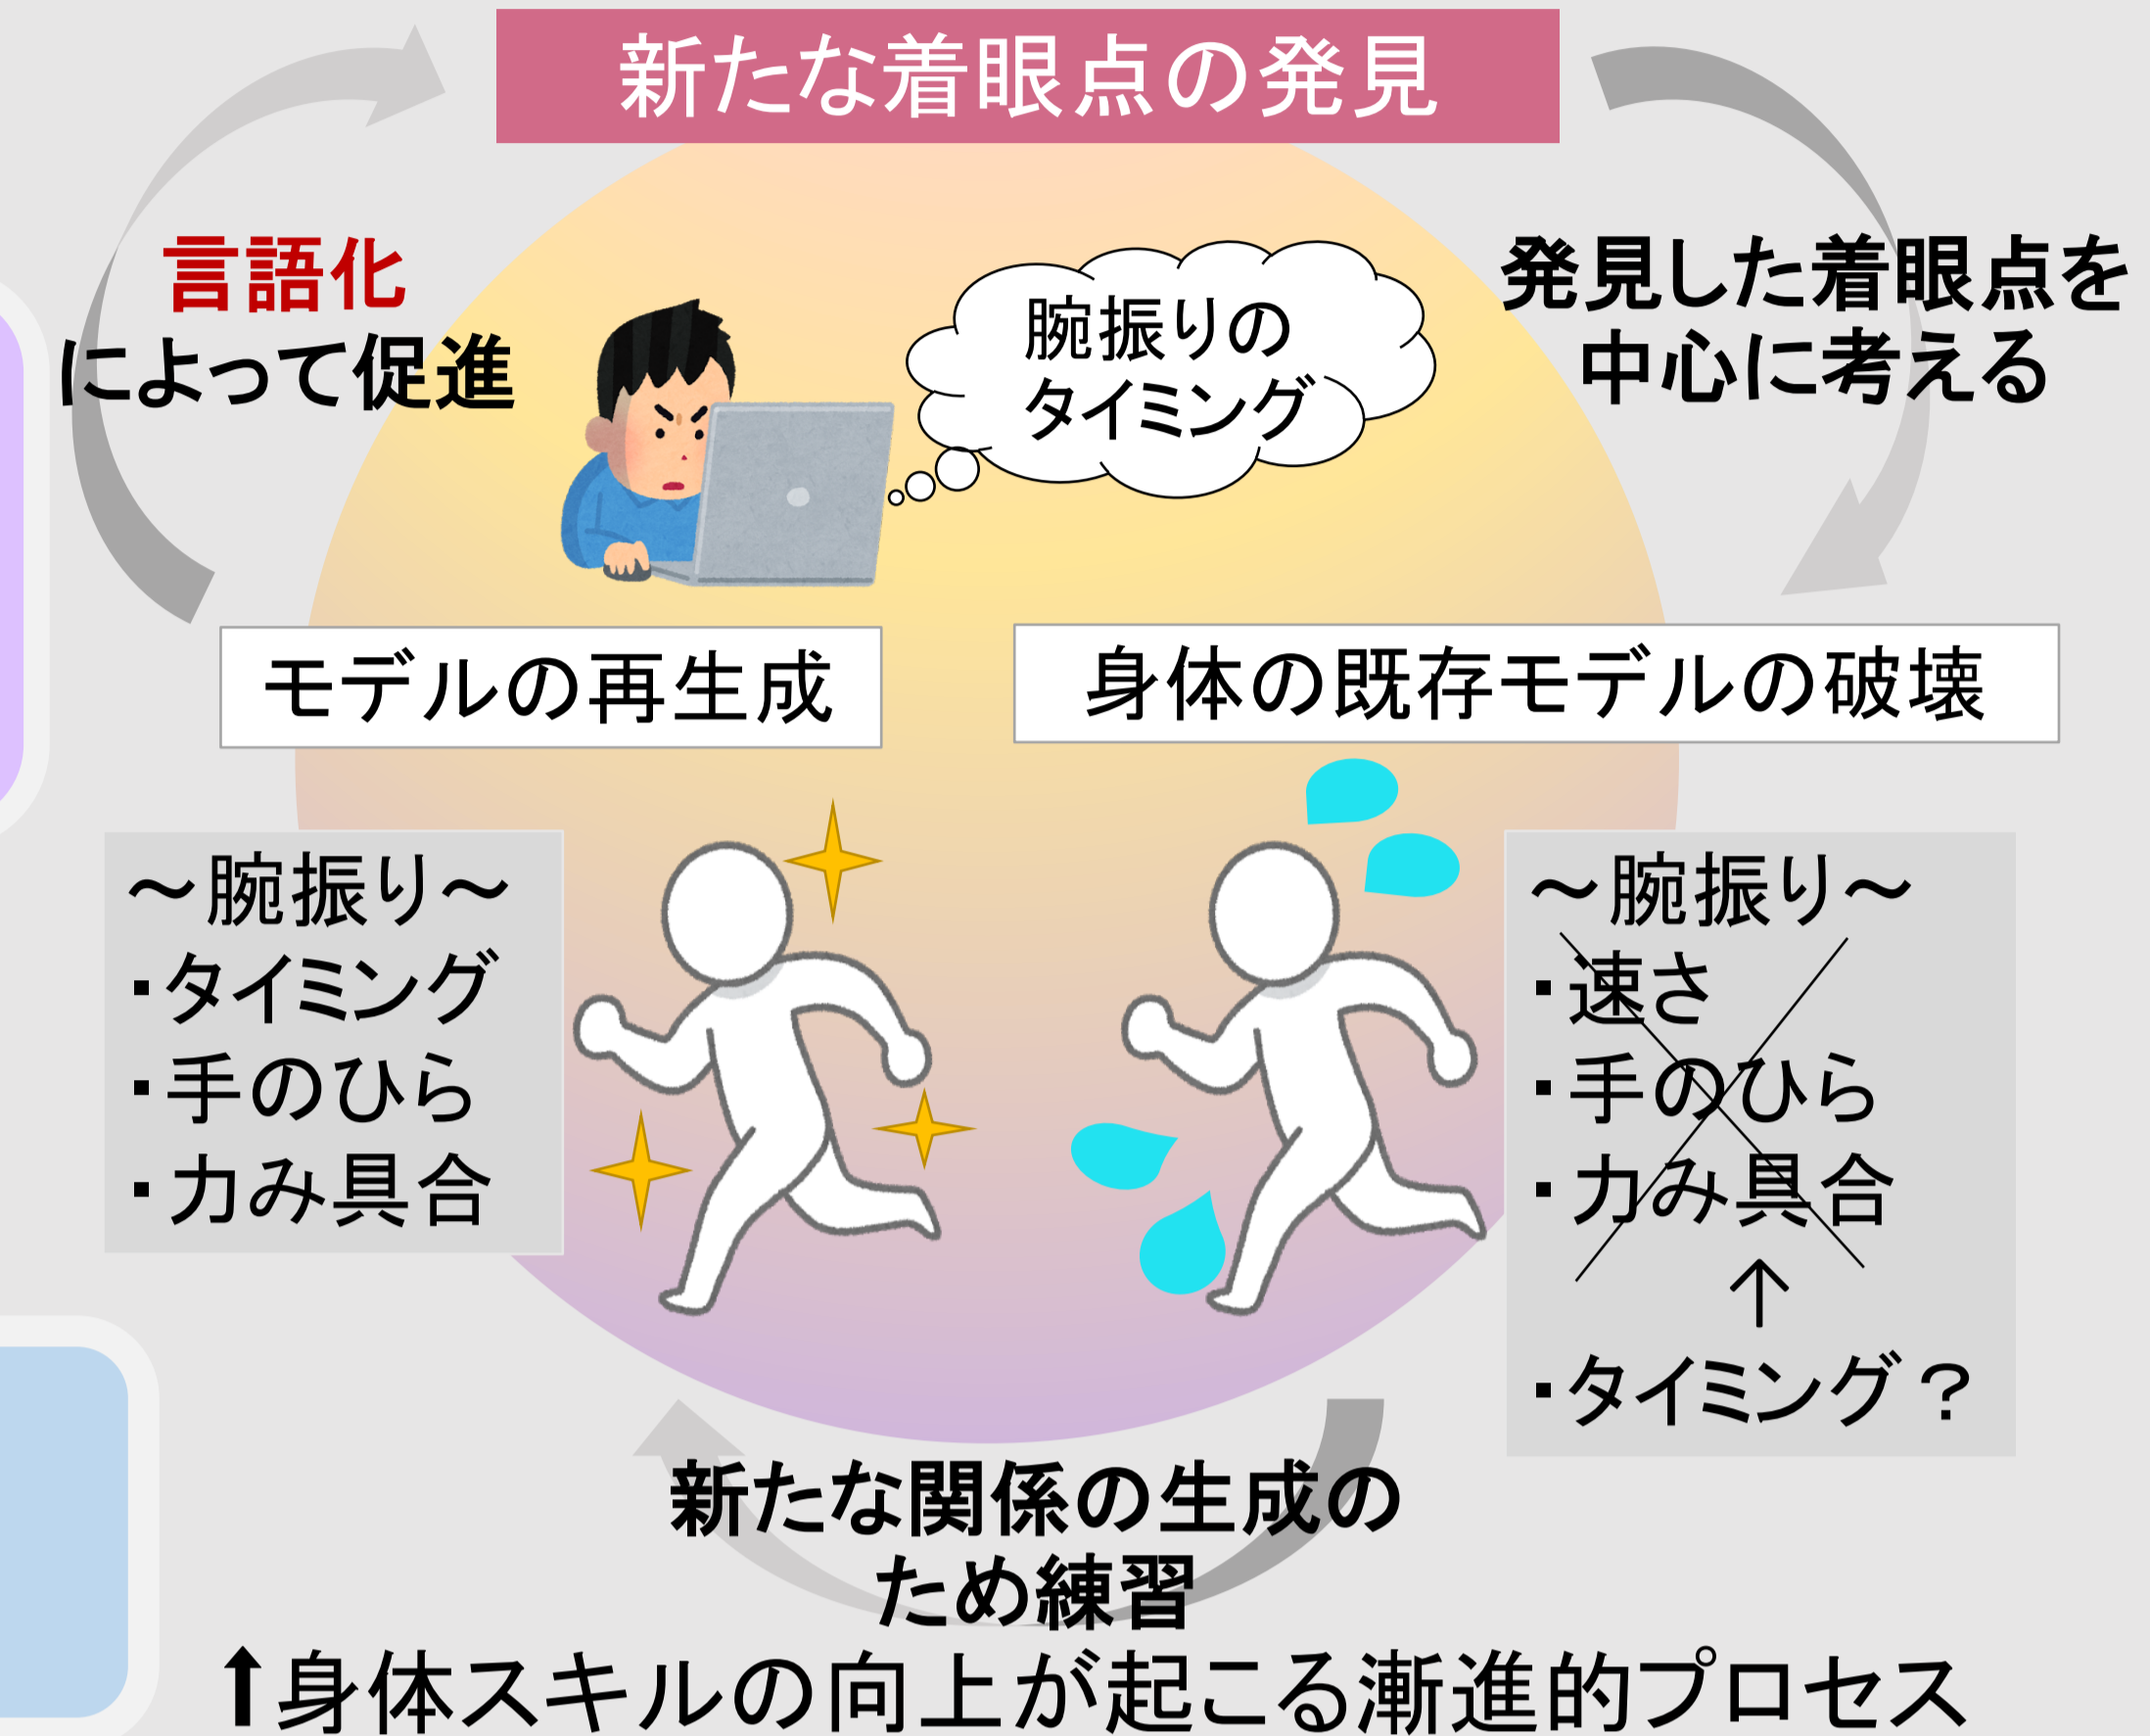 新たな着眼点の発見
言語化
によって促進
腕振りの
タイミング
発見した着眼点を
中心に考える
モデルの再生成
身体の既存モデルの破壊
～腕振り～
▪タイミング
▪手のひら
▪力み具合
～腕振り～
▪速さ
▪手のひら
▪力み具合
↑
▪タイミング？
新たな関係の生成の
ため練習
⬆身体スキルの向上が起こる漸進的プロセス